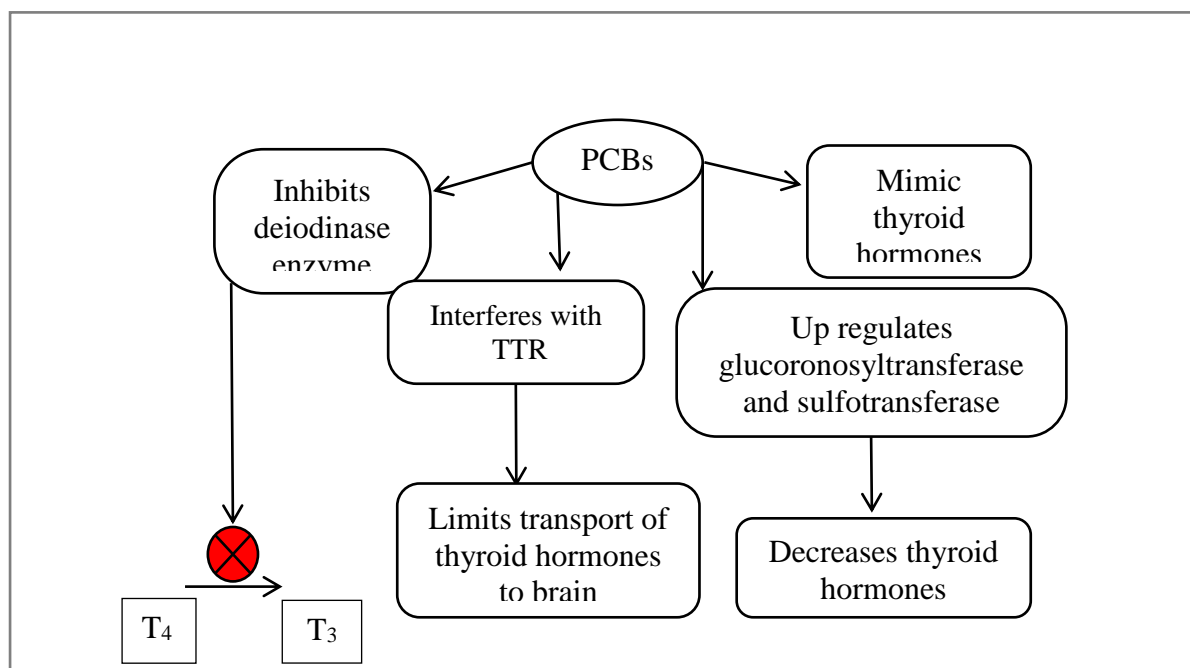 PCBs
Inhibits
deiodinase
enzyme
Mimic
thyroid
hormones
Interferes with
TTR
Up regulates
glucoronosyltransferase
and sulfotransferase
Limits transport of
thyroid hormones
to brain
Decreases thyroid
hormones
T₄
T₃